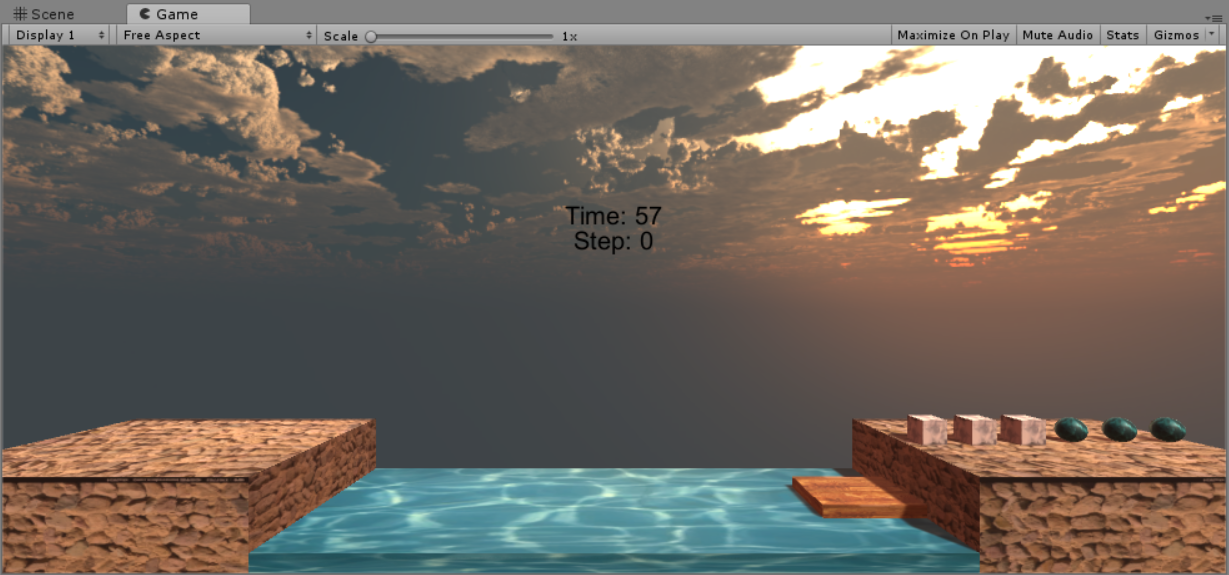 Scene Game
Display 1 Free Aspect Scale 1x Maximize On Play Mute Audio Stats Gizmos
Time: 57
Step: 0